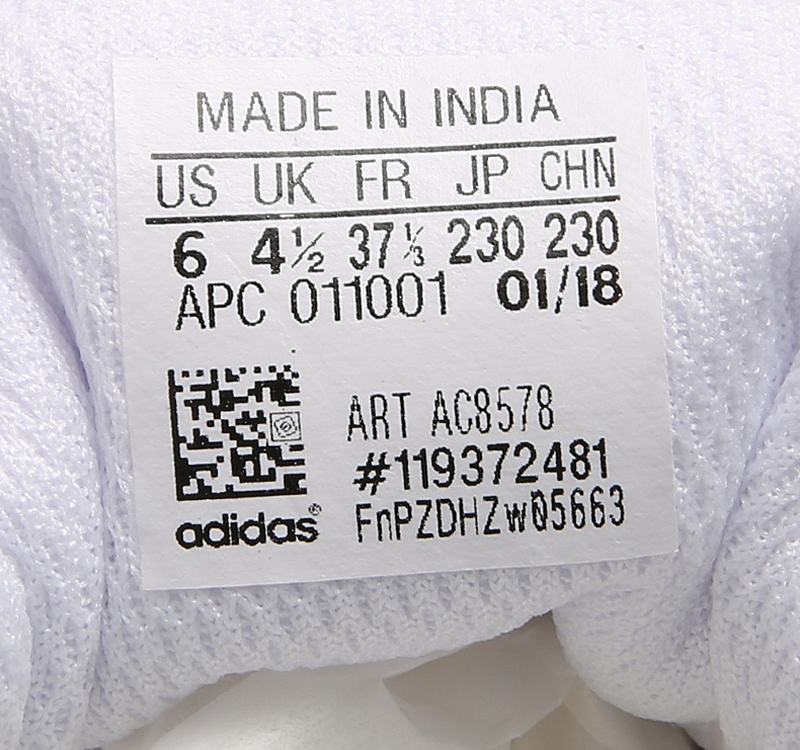 MADE IN INDIA
US UK FR JP CHN
6 4½ 37⅓ 230 230
APC 011001 01/18
ART AC8578
#119372481
adidas®
FnPZDHZw05663